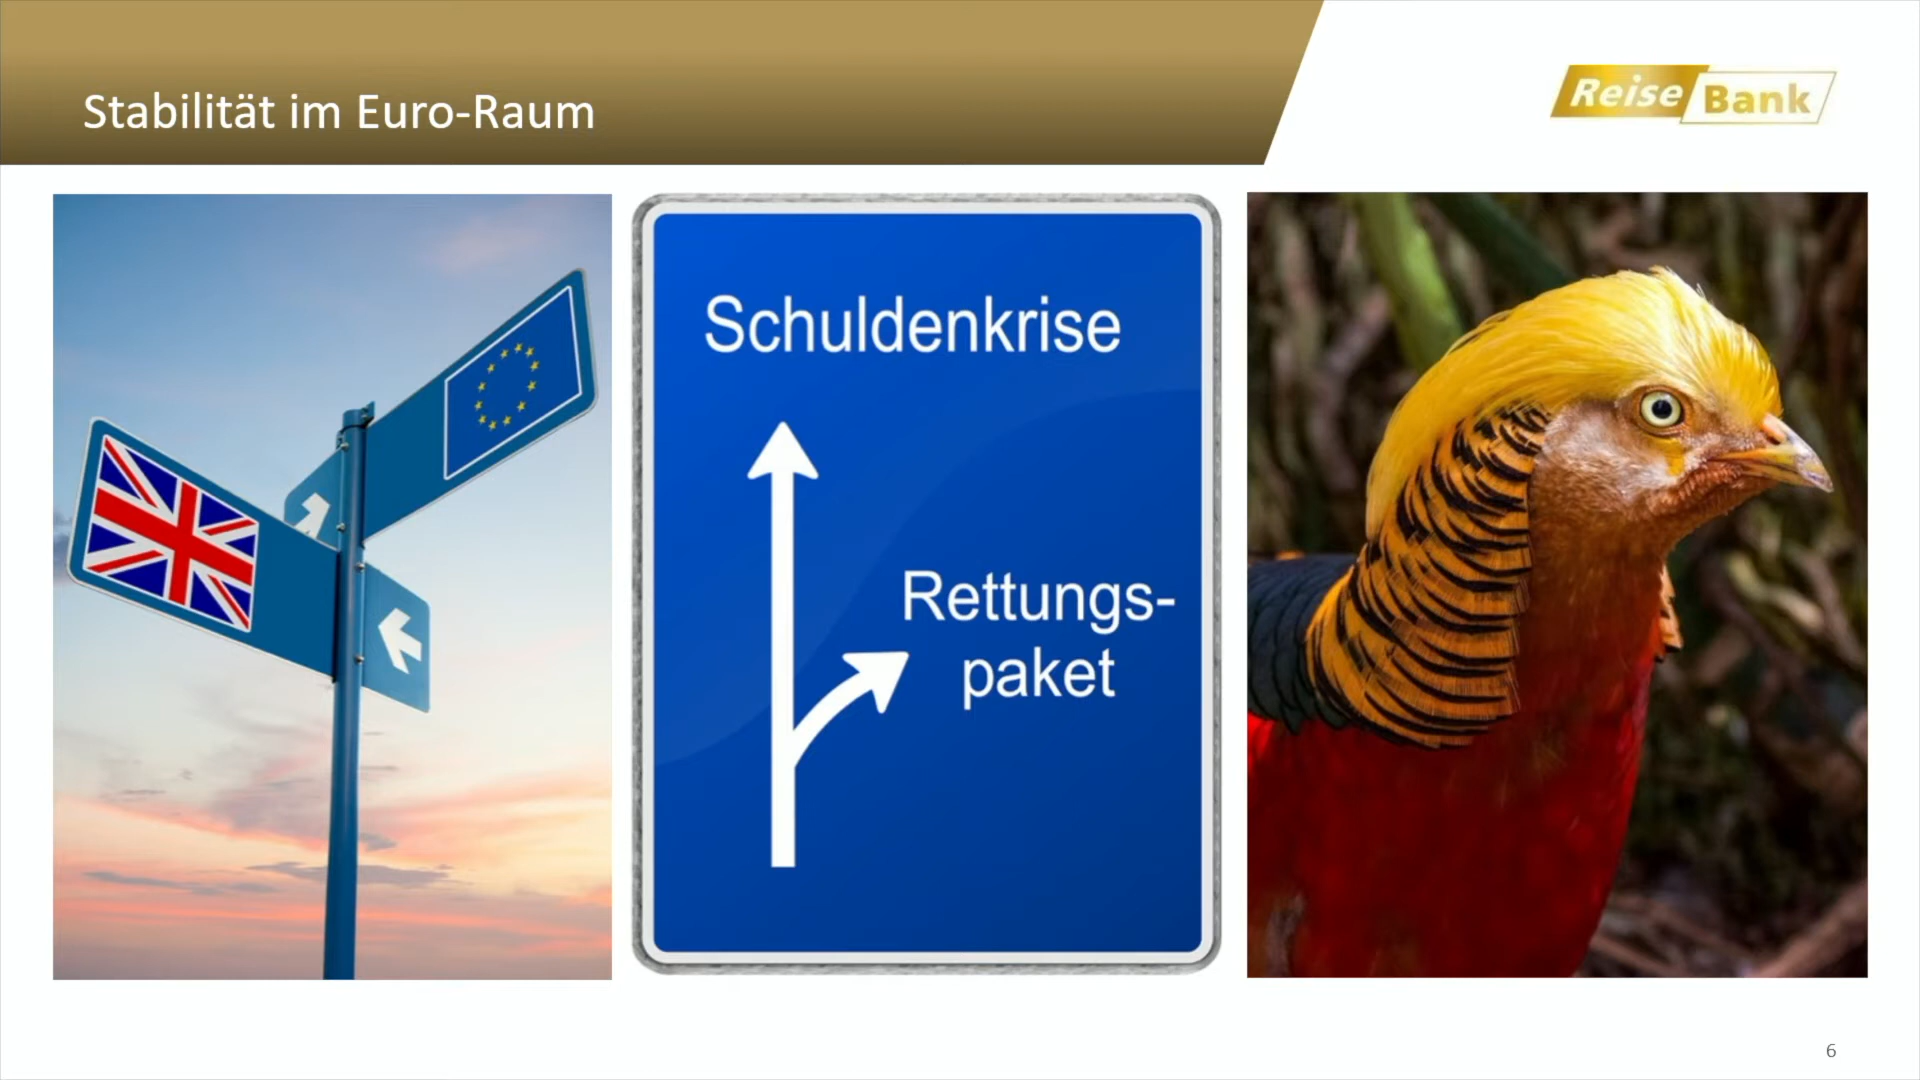 Stabilität im Euro-Raum
Reise Bank
Schuldenkrise
Rettungs-
paket
6